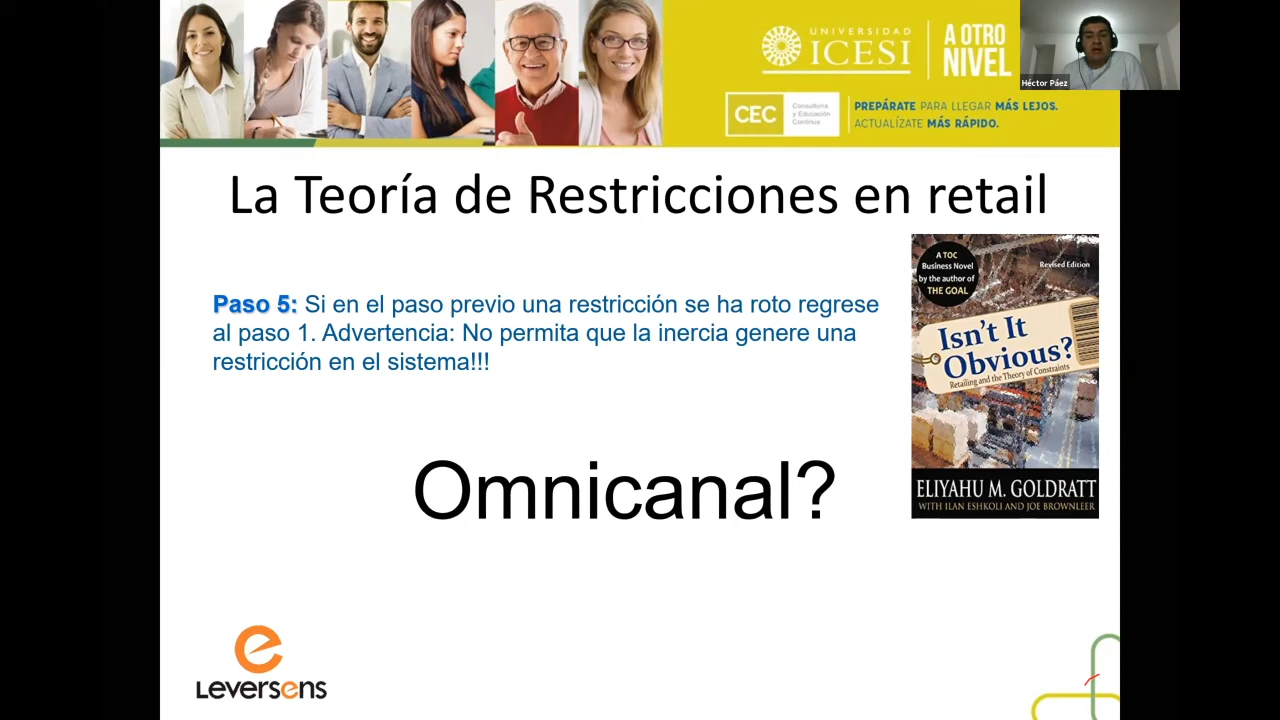 UNIVERSIDAD
ICESI
A OTRO
NIVEL
Héctor Páez
CEC
Consultoría
y Educación
Continua
PREPÁRATE PARA LLEGAR MÁS LEJOS.
ACTUALÍZATE MÁS RÁPIDO.
La Teoría de Restricciones en retail
Paso 5: Si en el paso previo una restricción se ha roto regrese
al paso 1. Advertencia: No permita que la inercia genere una
restricción en el sistema!!!
Omnicanal?
A TOC
Business Novel
by the author of
THE GOAL
Revised Edition
Isn't It
Obvious?
Retailing and the Theory of Constraints
ELIYAHU M. GOLDRATT
WITH ILAN ESHKOLI AND JOE BROWNLEER
Leversens